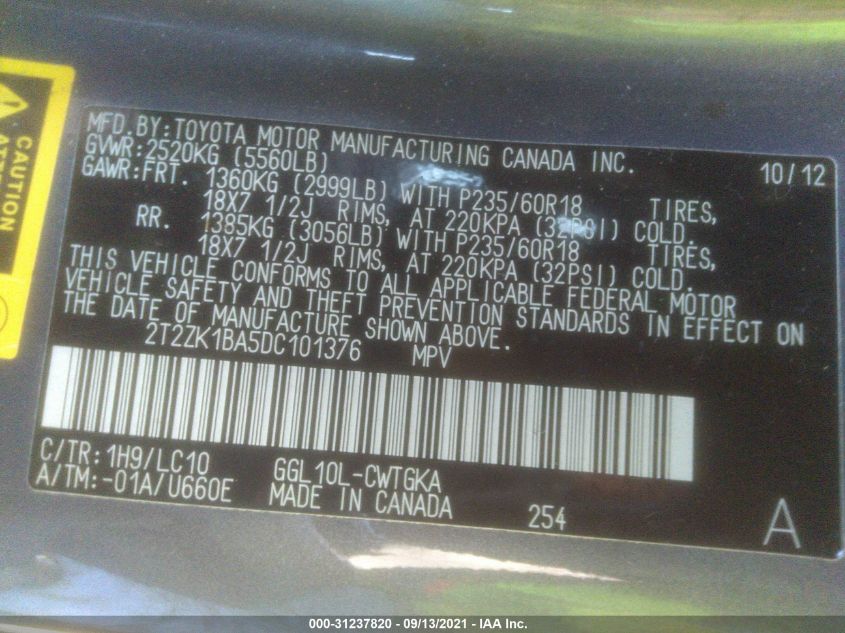 MFD.BY:TOYOTA MOTOR MANUFACTURING CANADA INC. 10/12
GVWR:2520KG (5560LB)
GAWR:FRT. 1360KG (2999LB) WITH P235/60R18 TIRES,
18X7 1/2J RIMS, AT 220KPA (32PSI) COLD.
RR. 1385KG (3056LB) WITH P235/60R18 TIRES,
18X7 1/2J RIMS, AT 220KPA (32PSI) COLD.
THIS VEHICLE CONFORMS TO ALL APPLICABLE FEDERAL MOTOR
VEHICLE SAFETY AND THEFT PREVENTION STANDARDS IN EFFECT ON
THE DATE OF MANUFACTURE SHOWN ABOVE.
2T2ZK1BA5DC101376 MPV
C/TR:1H9/LC10 GGL10L-CWTGKA
A/TM:-01A/U660E MADE IN CANADA 254 A
CAUTION
000-31237820 - 09/13/2021 - IAA Inc.